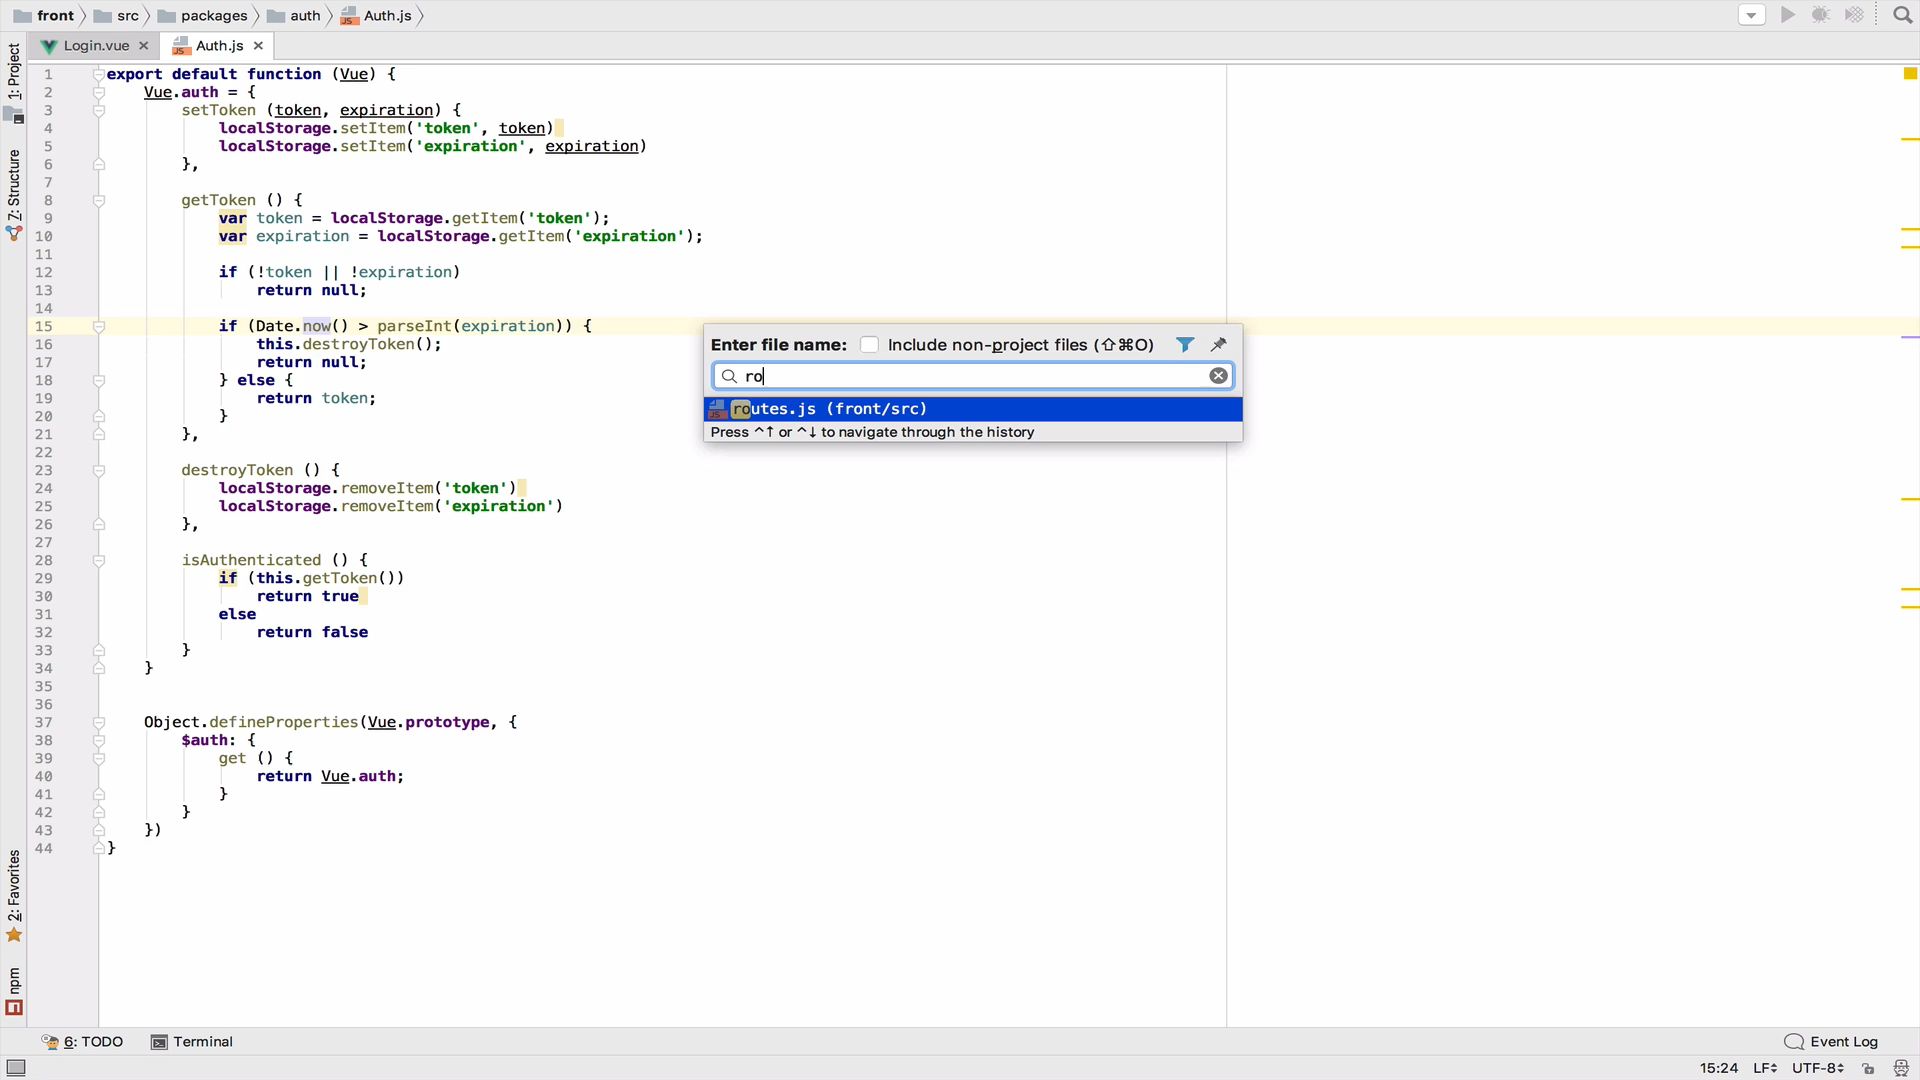 front src packages auth Auth.js
Login.vue Auth.js
1: Project
7: Structure
2: Favorites
npm
1 export default function (Vue) {
2 Vue.auth = {
3 setToken (token, expiration) {
4 localStorage.setItem('token', token)
5 localStorage.setItem('expiration', expiration)
6 },
7
8 getToken () {
9 var token = localStorage.getItem('token');
10 var expiration = localStorage.getItem('expiration');
11
12 if (!token || !expiration)
13 return null;
14
15 if (Date.now() > parseInt(expiration)) {
16 this.destroyToken();
17 return null;
18 } else {
19 return token;
20 }
21 },
22
23 destroyToken () {
24 localStorage.removeItem('token')
25 localStorage.removeItem('expiration')
26 },
27
28 isAuthenticated () {
29 if (this.getToken())
30 return true
31 else
32 return false
33 }
34 }
35
36
37 Object.defineProperties(Vue.prototype, {
38 $auth: {
39 get () {
40 return Vue.auth;
41 }
42 }
43 })
44 }
Enter file name: Include non-project files (⇧⌘O)
ro
routes.js (front/src)
Press ^↑ or ^↓ to navigate through the history
6: TODO Terminal Event Log
15:24 LF UTF-8